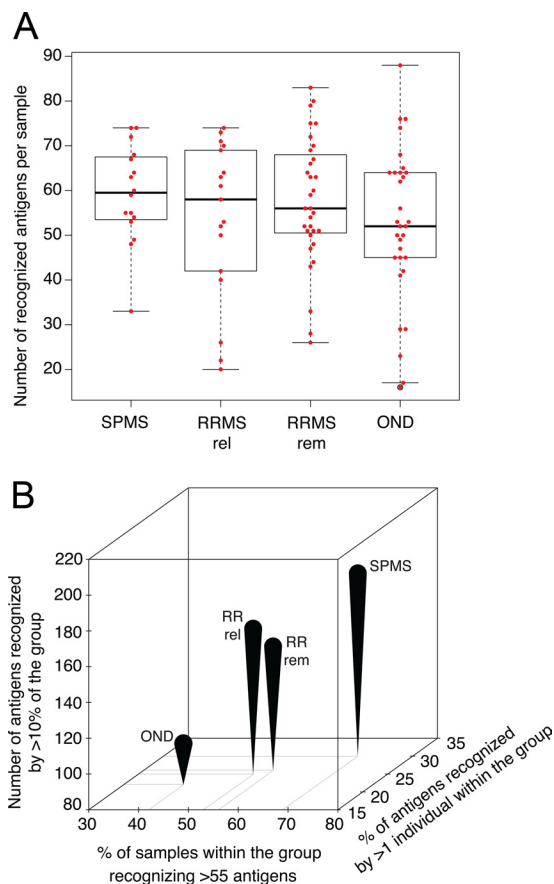 A
Number of recognized antigens per sample
90
80
70
60
50
40
30
20
SPMS
RRMS
rel
RRMS
rem
OND
B
Number of antigens recognized
by >10% of the group
220
200
180
160
140
120
100
80
SPMS
RR
rel
RR
rem
OND
30
40
50
60
70
80
15
20
25
30
35
% of samples within the group
recognizing >55 antigens
% of antigens recognized
by >1 individual within the group